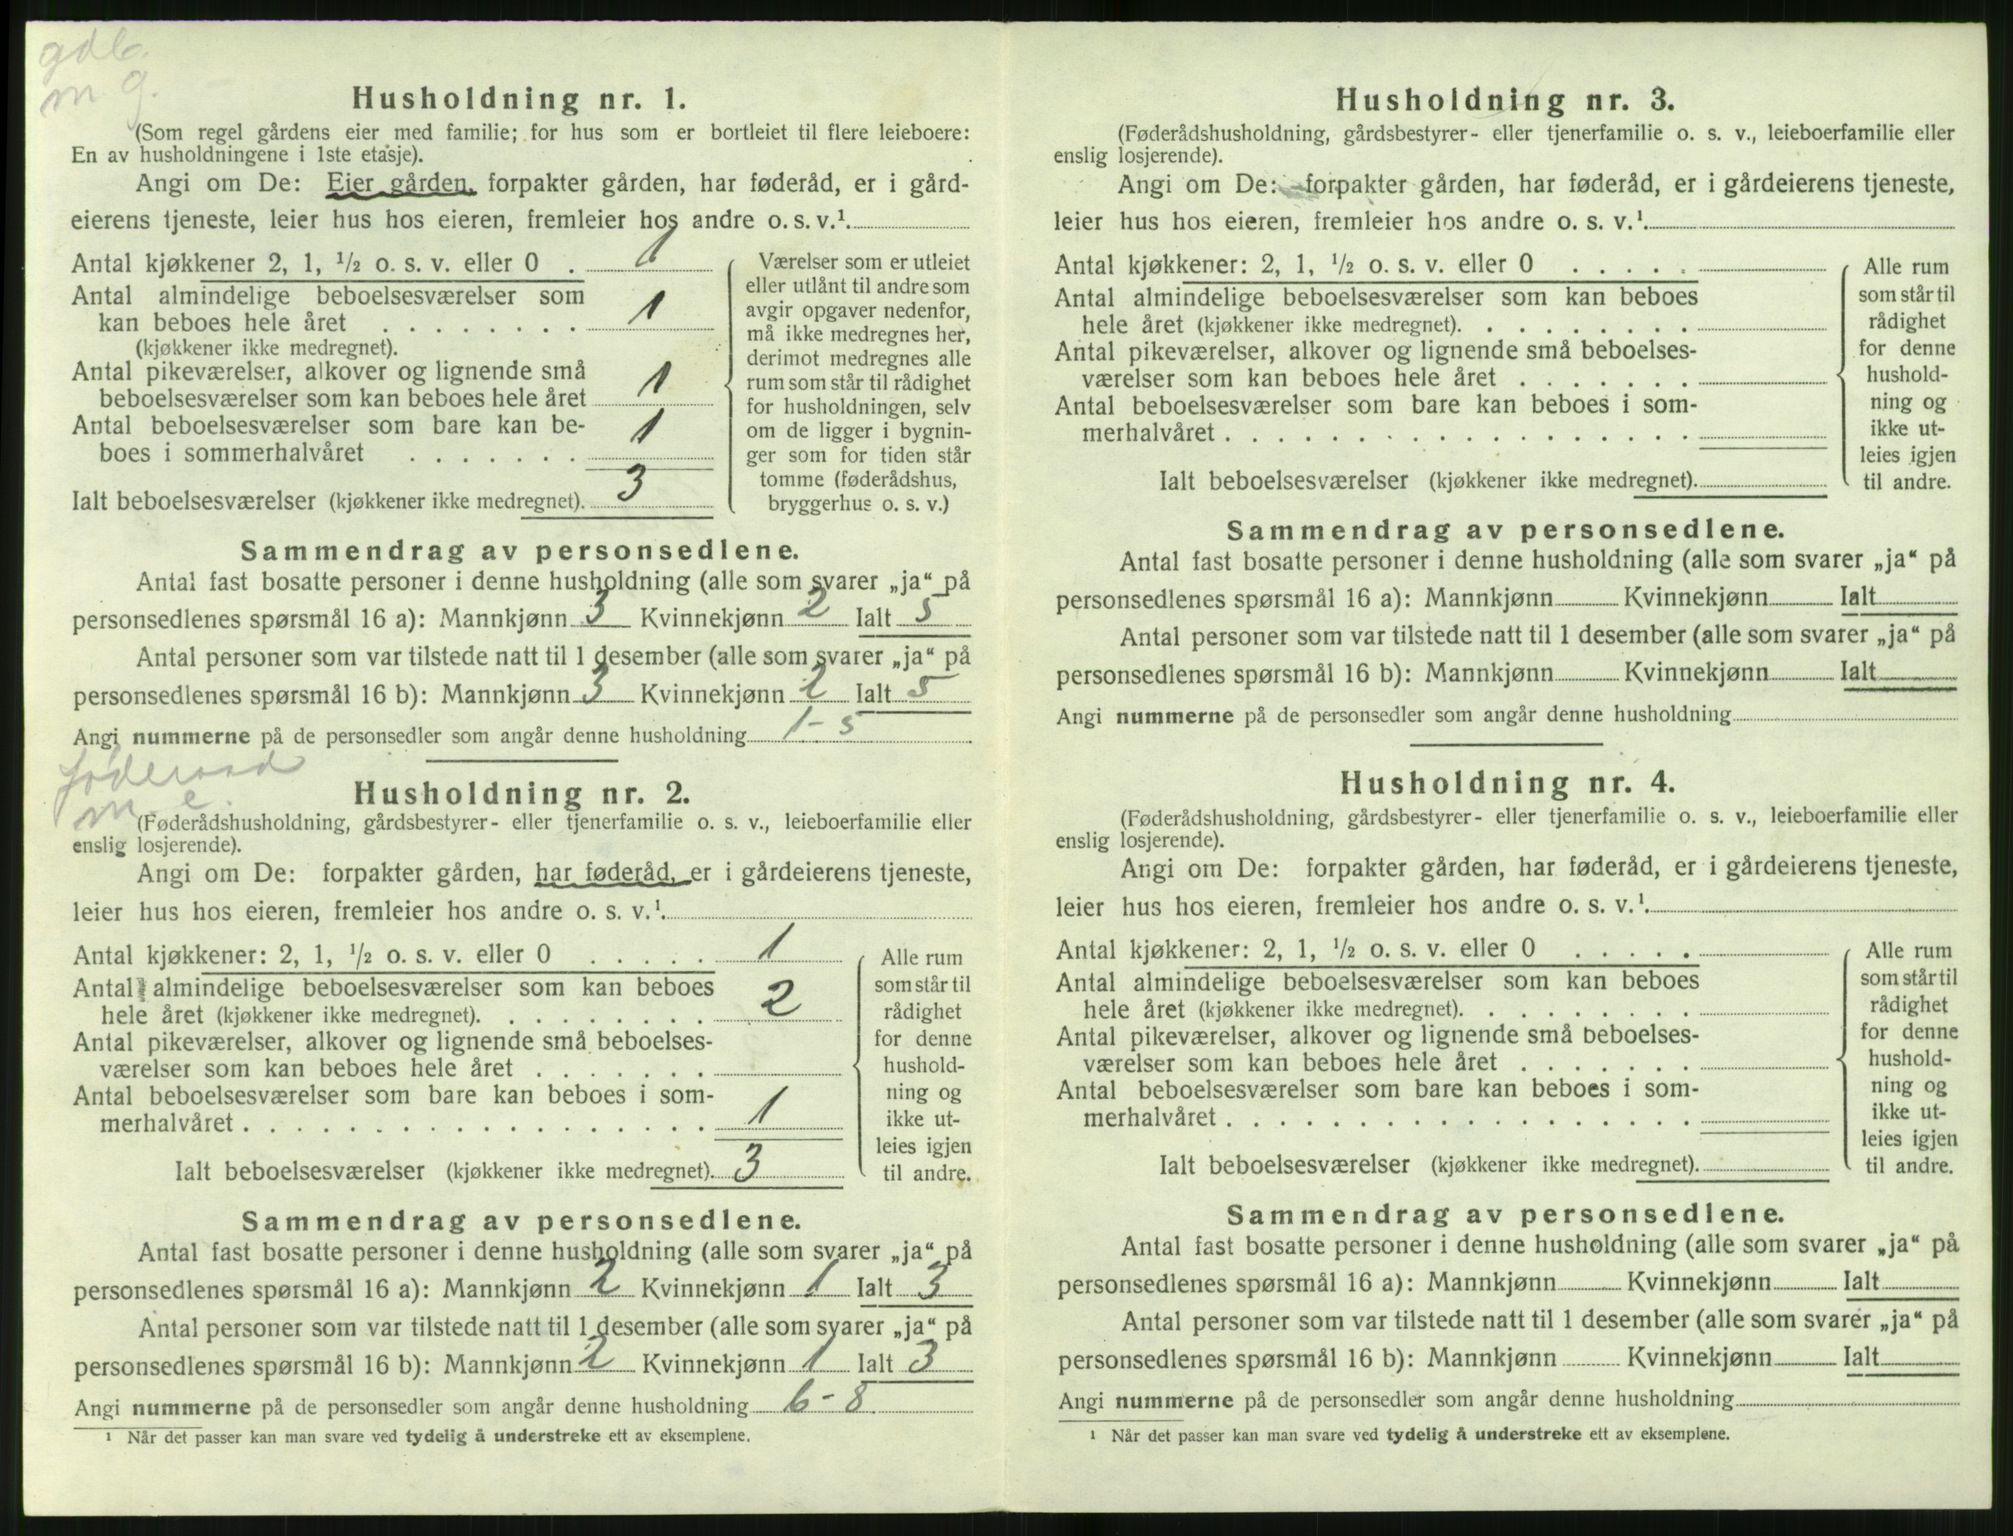 gdb.
m. g.
Husholdning nr. 1.
(Som regel gårdens eier med familie; for hus som er bortleiet til flere leieboere:
En av husholdningene i 1ste etasje).
Angi om De: Eier gården, forpakter gården, har føderåd, er i gård-
eierens tjeneste, leier hus hos eieren, fremleier hos andre o. s. v.¹
Antal kjøkkener 2, 1, ½ o. s. v. eller 0 . 1
Antal almindelige beboelsesværelser som
kan beboes hele året . . . . . . . . 1
(kjøkkener ikke medregnet).
Antal pikeværelser, alkover og lignende små
beboelsesværelser som kan beboes hele året 1
Antal beboelsesværelser som bare kan be-
boes i sommerhalvåret . . . . . . . 1
Ialt beboelsesværelser (kjøkkener ikke medregnet). 3
Værelser som er utleiet
eller utlånt til andre som
avgir opgaver nedenfor,
må ikke medregnes her,
derimot medregnes alle
rum som står til rådighet
for husholdningen, selv
om de ligger i bygnin-
ger som for tiden står
tomme (føderådshus,
bryggerhus o. s. v.)
Sammendrag av personsedlene.
Antal fast bosatte personer i denne husholdning (alle som svarer „ja“ på
personsedlenes spørsmål 16 a): Mannkjønn 3 Kvinnekjønn 2 Ialt 5
Antal personer som var tilstede natt til 1 desember (alle som svarer „ja“ på
personsedlenes spørsmål 16 b): Mannkjønn 3 Kvinnekjønn 2 Ialt 5
Angi nummerne på de personsedler som angår denne husholdning 1-5
føderaad
m. e.
Husholdning nr. 2.
(Føderådshusholdning, gårdsbestyrer- eller tjenerfamilie o. s. v., leieboerfamilie eller
enslig losjerende).
Angi om De: forpakter gården, har føderåd, er i gårdeierens tjeneste,
leier hus hos eieren, fremleier hos andre o. s. v.¹
Antal kjøkkener: 2, 1, ½ o. s. v. eller 0 . . . . . 1
Antal almindelige beboelsesværelser som kan beboes
hele året (kjøkkener ikke medregnet). . . . . . . . . 2
Antal pikeværelser, alkover og lignende små beboelses-
værelser som kan beboes hele året . . . . . . .
Antal beboelsesværelser som bare kan beboes i som-
merhalvåret . . . . . . . . . . . . . . . . . . 1
Ialt beboelsesværelser (kjøkkener ikke medregnet). 3
Alle rum
som står til
rådighet
for denne
hushold-
ning og
ikke ut-
leies igjen
til andre.
Sammendrag av personsedlene.
Antal fast bosatte personer i denne husholdning (alle som svarer „ja“ på
personsedlenes spørsmål 16 a): Mannkjønn 2 Kvinnekjønn 1 Ialt 3
Antal personer som var tilstede natt til 1 desember (alle som svarer „ja“ på
personsedlenes spørsmål 16 b): Mannkjønn 2 Kvinnekjønn 1 Ialt 3
Angi nummerne på de personsedler som angår denne husholdning 6-8.
¹ Når det passer kan man svare ved tydelig å understreke ett av eksemplene.
Husholdning nr. 3.
(Føderådshusholdning, gårdsbestyrer- eller tjenerfamilie o. s. v., leieboerfamilie eller
enslig losjerende).
Angi om De: forpakter gården, har føderåd, er i gårdeierens tjeneste,
leier hus hos eieren, fremleier hos andre o. s. v.¹
Antal kjøkkener: 2, 1, ½ o. s. v. eller 0 . . . . .
Antal almindelige beboelsesværelser som kan beboes
hele året (kjøkkener ikke medregnet). . . . . . . . .
Antal pikeværelser, alkover og lignende små beboelses-
værelser som kan beboes hele året . . . . . . .
Antal beboelsesværelser som bare kan beboes i som-
merhalvåret . . . . . . . . . . . . . . . . . .
Ialt beboelsesværelser (kjøkkener ikke medregnet).
Alle rum
som står til
rådighet
for denne
hushold-
ning og
ikke ut-
leies igjen
til andre.
Sammendrag av personsedlene.
Antal fast bosatte personer i denne husholdning (alle som svarer „ja“ på
personsedlenes spørsmål 16 a): Mannkjønn Kvinnekjønn Ialt
Antal personer som var tilstede natt til 1 desember (alle som svarer „ja“ på
personsedlenes spørsmål 16 b): Mannkjønn Kvinnekjønn Ialt
Angi nummerne på de personsedler som angår denne husholdning
Husholdning nr. 4.
(Føderådshusholdning, gårdsbestyrer- eller tjenerfamilie o. s. v., leieboerfamilie eller
enslig losjerende).
Angi om De: forpakter gården, har føderåd, er i gårdeierens tjeneste,
leier hus hos eieren, fremleier hos andre o. s. v.¹
Antal kjøkkener: 2, 1, ½ o. s. v. eller 0 . . . . .
Antal almindelige beboelsesværelser som kan beboes
hele året (kjøkkener ikke medregnet). . . . . . . . .
Antal pikeværelser, alkover og lignende små beboelses-
værelser som kan beboes hele året . . . . . . .
Antal beboelsesværelser som bare kan beboes i som-
merhalvåret . . . . . . . . . . . . . . . . . .
Ialt beboelsesværelser (kjøkkener ikke medregnet).
Alle rum
som står til
rådighet
for denne
hushold-
ning og
ikke ut-
leies igjen
til andre.
Sammendrag av personsedlene.
Antal fast bosatte personer i denne husholdning (alle som svarer „ja“ på
personsedlenes spørsmål 16 a): Mannkjønn Kvinnekjønn Ialt
Antal personer som var tilstede natt til 1 desember (alle som svarer „ja“ på
personsedlenes spørsmål 16 b): Mannkjønn Kvinnekjønn Ialt
Angi nummerne på de personsedler som angår denne husholdning
¹ Når det passer kan man svare ved tydelig å understreke ett av eksemplene.